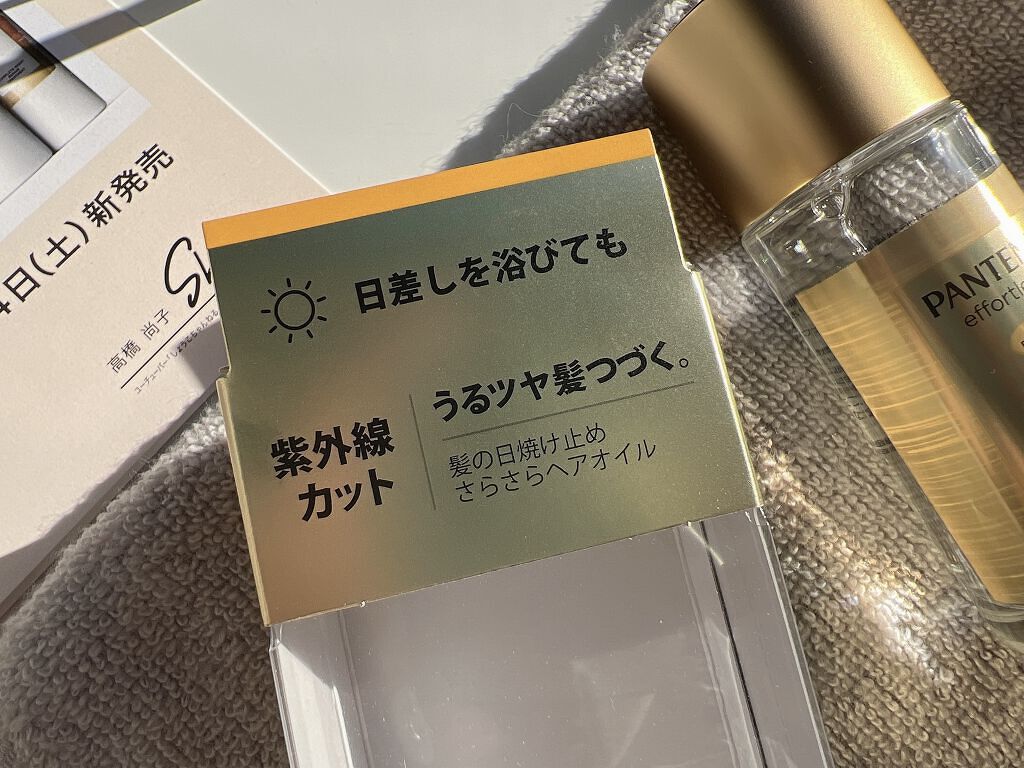 4日(土)新発売
高橋 尚子
日差しを浴びても
紫外線
カット
うるツヤ髪つづく。
髪の日焼け止め
さらさらヘアオイル
PANTE
effortle